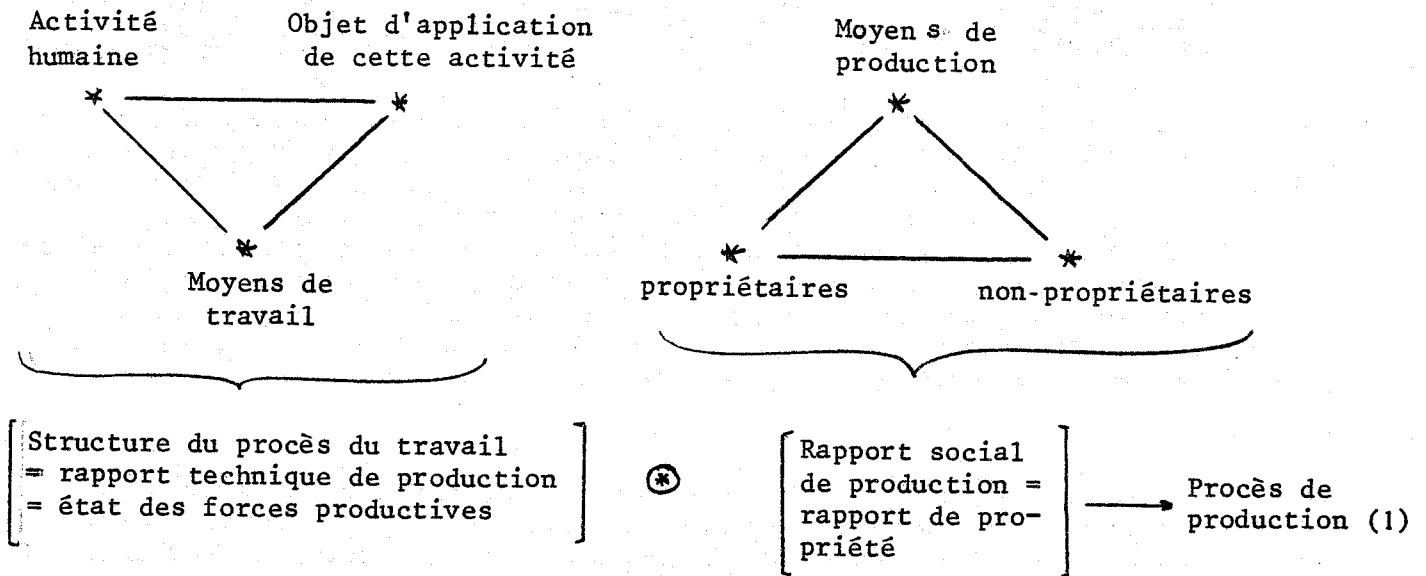 Activité
humaine
Objet d'application
de cette activité
Moyens de
production
Moyens de
travail
propriétaires
non-propriétaires
Structure du procès du travail
= rapport technique de production
= état des forces productives
Rapport social
de production =
rapport de pro-
priété
Procès de
production (1)